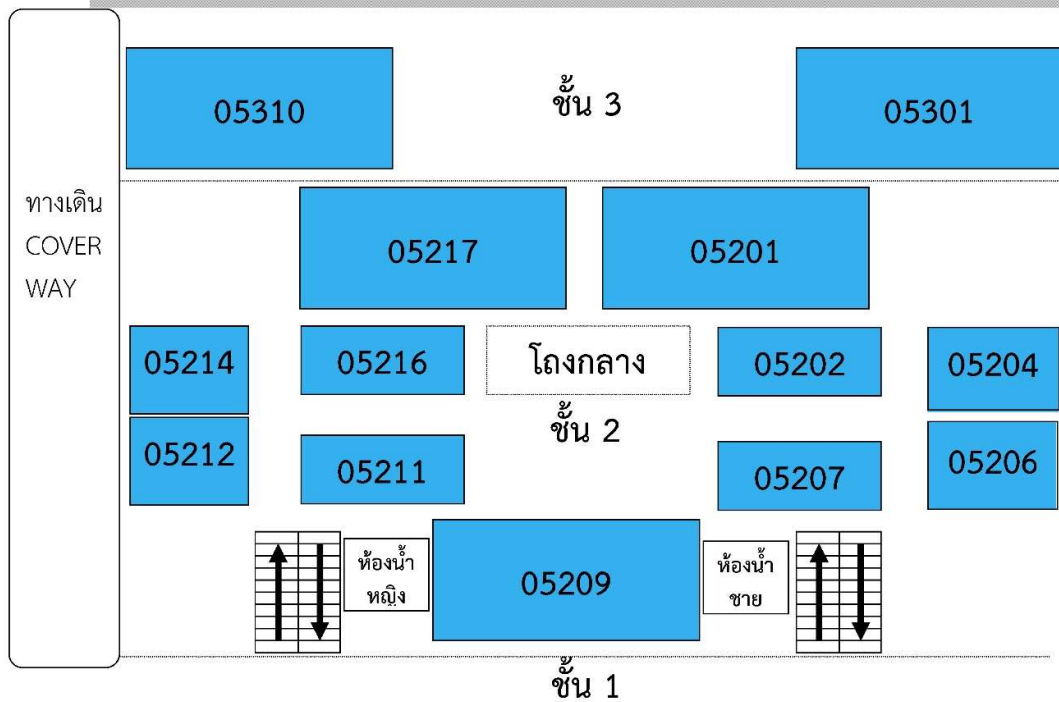 05310
ชั้น 3
05301
ทางเดิน
COVER
WAY
05217
05201
05214
05216
โถงกลาง
05202
05204
ชั้น 2
05212
05211
05207
05206
ห้องน้ำ
หญิง
05209
ห้องน้ำ
ชาย
ชั้น 1